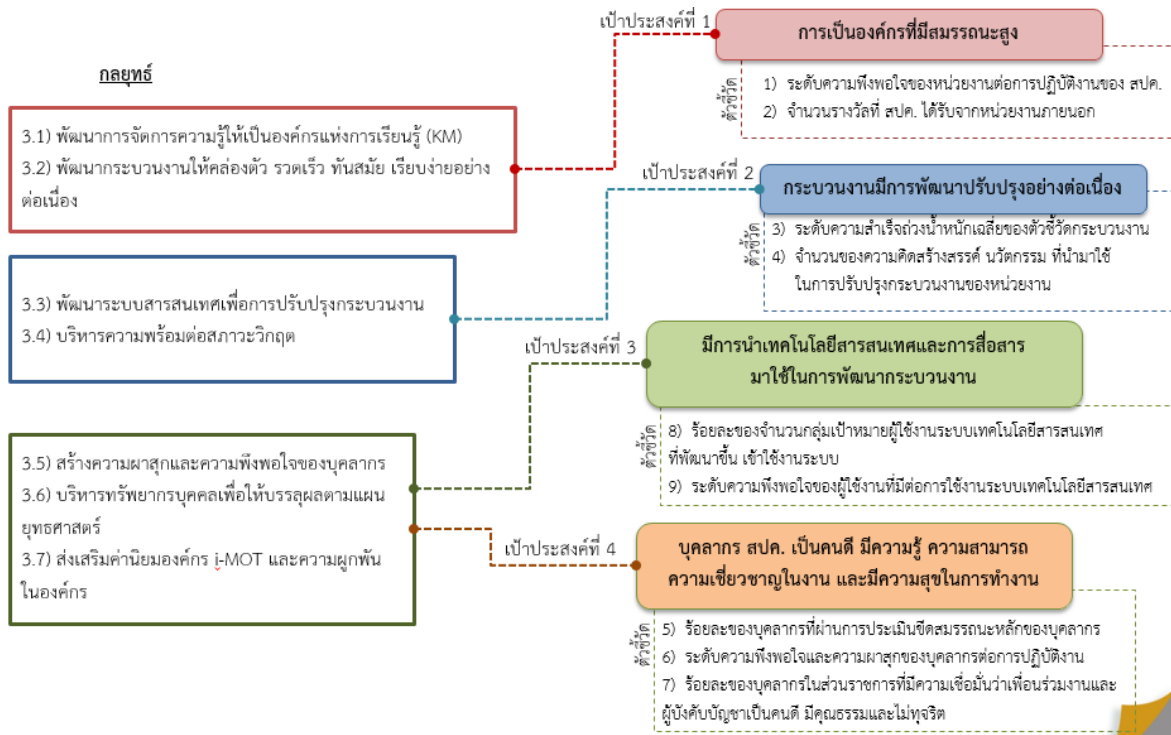 กลยุทธ์
3.1) พัฒนาการจัดการความรู้ให้เป็นองค์กรแห่งการเรียนรู้ (KM)
3.2) พัฒนากระบวนงานให้คล่องตัว รวดเร็ว ทันสมัย เรียบง่ายอย่าง
ต่อเนื่อง
3.3) พัฒนาระบบสารสนเทศเพื่อการปรับปรุงกระบวนงาน
3.4) บริหารความพร้อมต่อสภาวะวิกฤต
3.5) สร้างความผาสุกและความพึงพอใจของบุคลากร
3.6) บริหารทรัพยากรบุคคลเพื่อให้บรรลุผลตามแผน
ยุทธศาสตร์
3.7) ส่งเสริมค่านิยมองค์กร i-MOT และความผูกพัน
ในองค์กร
เป้าประสงค์ที่ 1
การเป็นองค์กรที่มีสมรรถนะสูง
ตัวชี้วัด
1) ระดับความพึงพอใจของหน่วยงานต่อการปฏิบัติงานของ สปค.
2) จำนวนรางวัลที่ สปค. ได้รับจากหน่วยงานภายนอก
เป้าประสงค์ที่ 2
กระบวนงานมีการพัฒนาปรับปรุงอย่างต่อเนื่อง
ตัวชี้วัด
3) ระดับความสำเร็จถ่วงน้ำหนักเฉลี่ยของตัวชี้วัดกระบวนงาน
4) จำนวนของความคิดสร้างสรรค์ นวัตกรรม ที่นำมาใช้
ในการปรับปรุงกระบวนงานของหน่วยงาน
เป้าประสงค์ที่ 3
มีการนำเทคโนโลยีสารสนเทศและการสื่อสาร
มาใช้ในการพัฒนากระบวนงาน
ตัวชี้วัด
8) ร้อยละของจำนวนกลุ่มเป้าหมายผู้ใช้งานระบบเทคโนโลยีสารสนเทศ
ที่พัฒนาขึ้น เข้าใช้งานระบบ
9) ระดับความพึงพอใจของผู้ใช้งานที่มีต่อการใช้งานระบบเทคโนโลยีสารสนเทศ
เป้าประสงค์ที่ 4
บุคลากร สปค. เป็นคนดี มีความรู้ ความสามารถ
ความเชี่ยวชาญในงาน และมีความสุขในการทำงาน
ตัวชี้วัด
5) ร้อยละของบุคลากรที่ผ่านการประเมินขีดสมรรถนะหลักของบุคลากร
6) ระดับความพึงพอใจและความผาสุกของบุคลากรต่อการปฏิบัติงาน
7) ร้อยละของบุคลากรในส่วนราชการที่มีความเชื่อมั่นว่าเพื่อนร่วมงานและ
ผู้บังคับบัญชาเป็นคนดี มีคุณธรรมและไม่ทุจริต